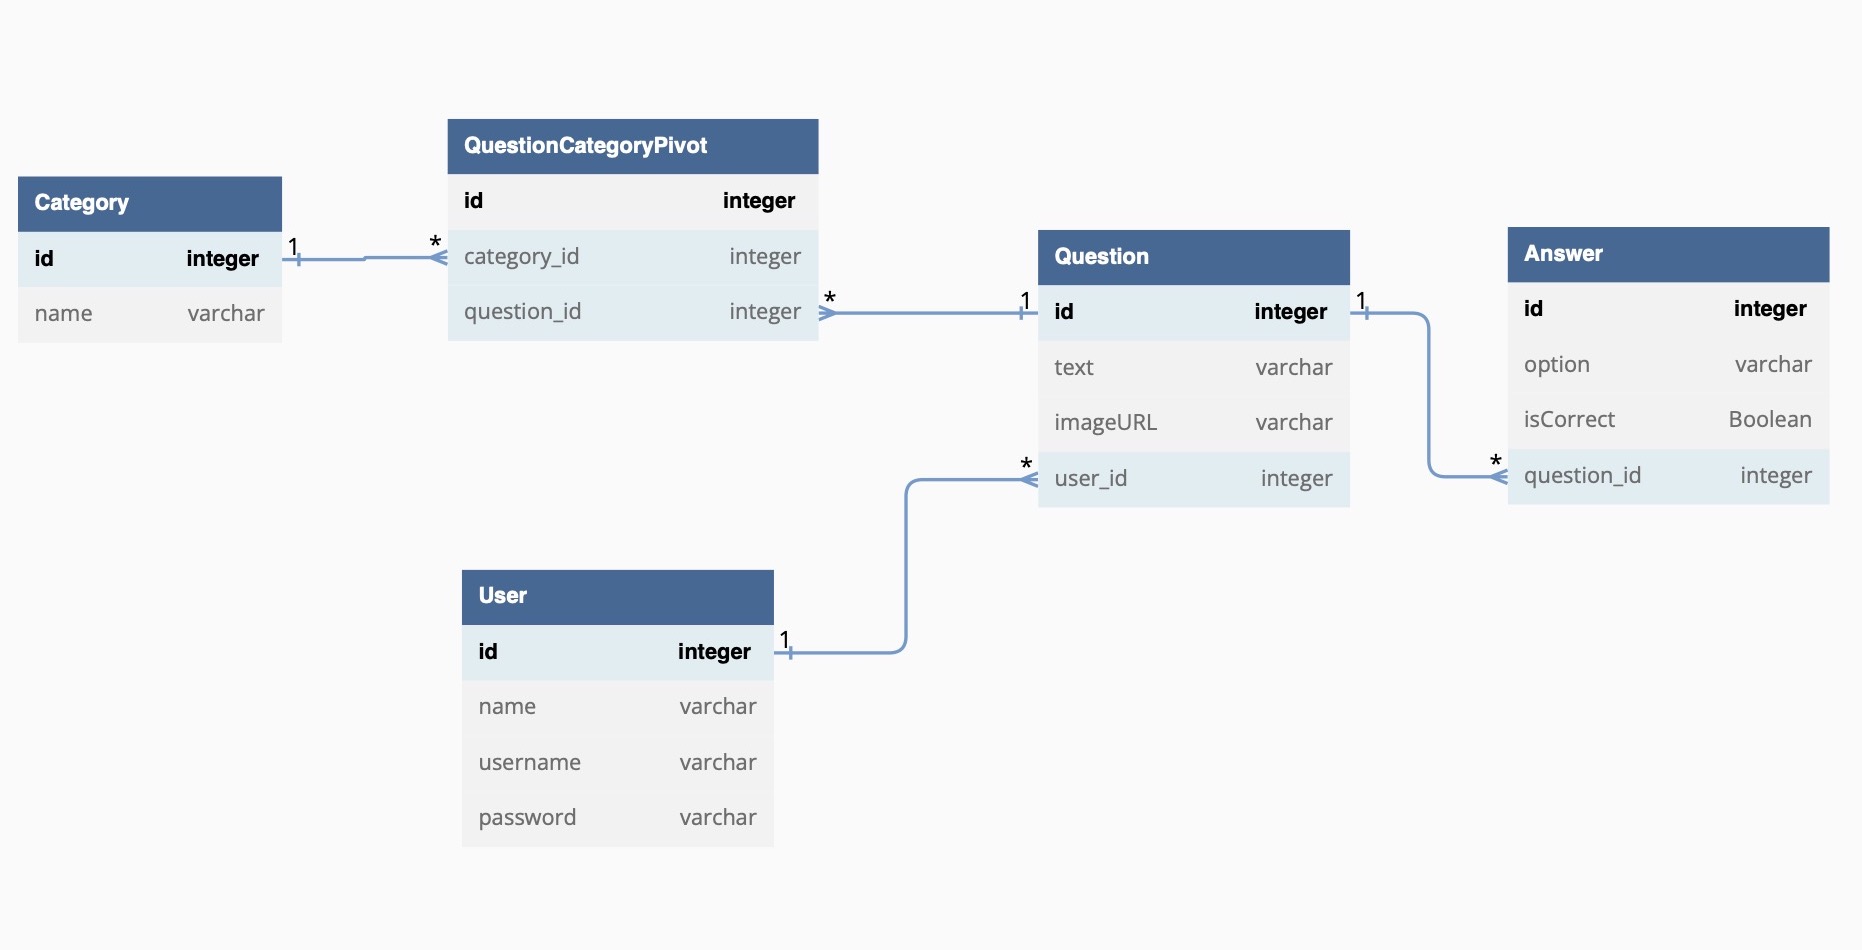 Category
id integer
name varchar
1
*
QuestionCategoryPivot
id integer
category_id integer
question_id integer
*
1
Question
id integer
text varchar
imageURL varchar
user_id integer
1
*
*
Answer
id integer
option varchar
isCorrect Boolean
question_id integer
User
id integer
name varchar
username varchar
password varchar
1